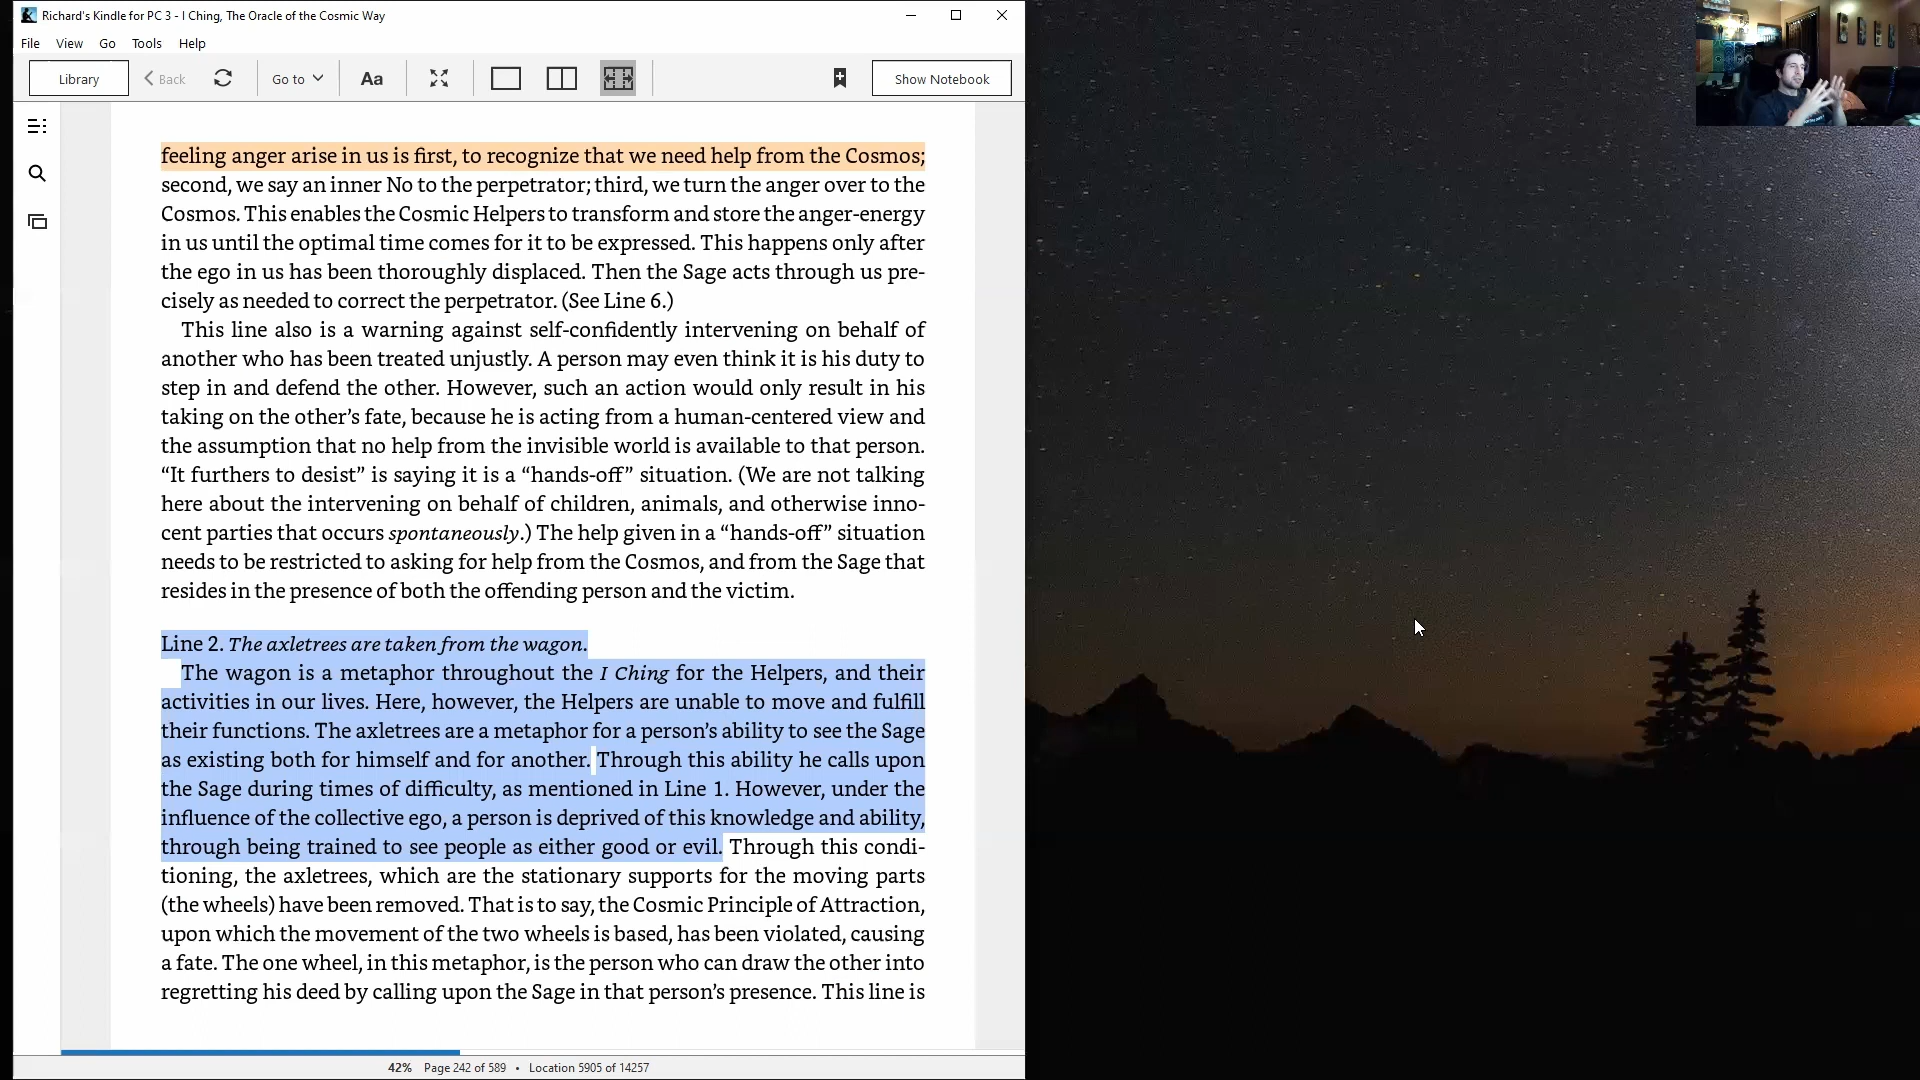 Richard's Kindle for PC 3 - I Ching, The Oracle of the Cosmic Way
File View Go Tools Help
Library Back Go to Aa Show Notebook
feeling anger arise in us is first, to recognize that we need help from the Cosmos;
second, we say an inner No to the perpetrator; third, we turn the anger over to the
Cosmos. This enables the Cosmic Helpers to transform and store the anger-energy
in us until the optimal time comes for it to be expressed. This happens only after
the ego in us has been thoroughly displaced. Then the Sage acts through us pre-
cisely as needed to correct the perpetrator. (See Line 6.)
This line also is a warning against self-confidently intervening on behalf of
another who has been treated unjustly. A person may even think it is his duty to
step in and defend the other. However, such an action would only result in his
taking on the other’s fate, because he is acting from a human-centered view and
the assumption that no help from the invisible world is available to that person.
“It furthers to desist” is saying it is a “hands-off” situation. (We are not talking
here about the intervening on behalf of children, animals, and otherwise inno-
cent parties that occurs spontaneously.) The help given in a “hands-off” situation
needs to be restricted to asking for help from the Cosmos, and from the Sage that
resides in the presence of both the offending person and the victim.
Line 2. The axletrees are taken from the wagon.
The wagon is a metaphor throughout the I Ching for the Helpers, and their
activities in our lives. Here, however, the Helpers are unable to move and fulfill
their functions. The axletrees are a metaphor for a person’s ability to see the Sage
as existing both for himself and for another. Through this ability he calls upon
the Sage during times of difficulty, as mentioned in Line 1. However, under the
influence of the collective ego, a person is deprived of this knowledge and ability,
through being trained to see people as either good or evil. Through this condi-
tioning, the axletrees, which are the stationary supports for the moving parts
(the wheels) have been removed. That is to say, the Cosmic Principle of Attraction,
upon which the movement of the two wheels is based, has been violated, causing
a fate. The one wheel, in this metaphor, is the person who can draw the other into
regretting his deed by calling upon the Sage in that person’s presence. This line is
42% Page 242 of 589 • Location 5905 of 14257